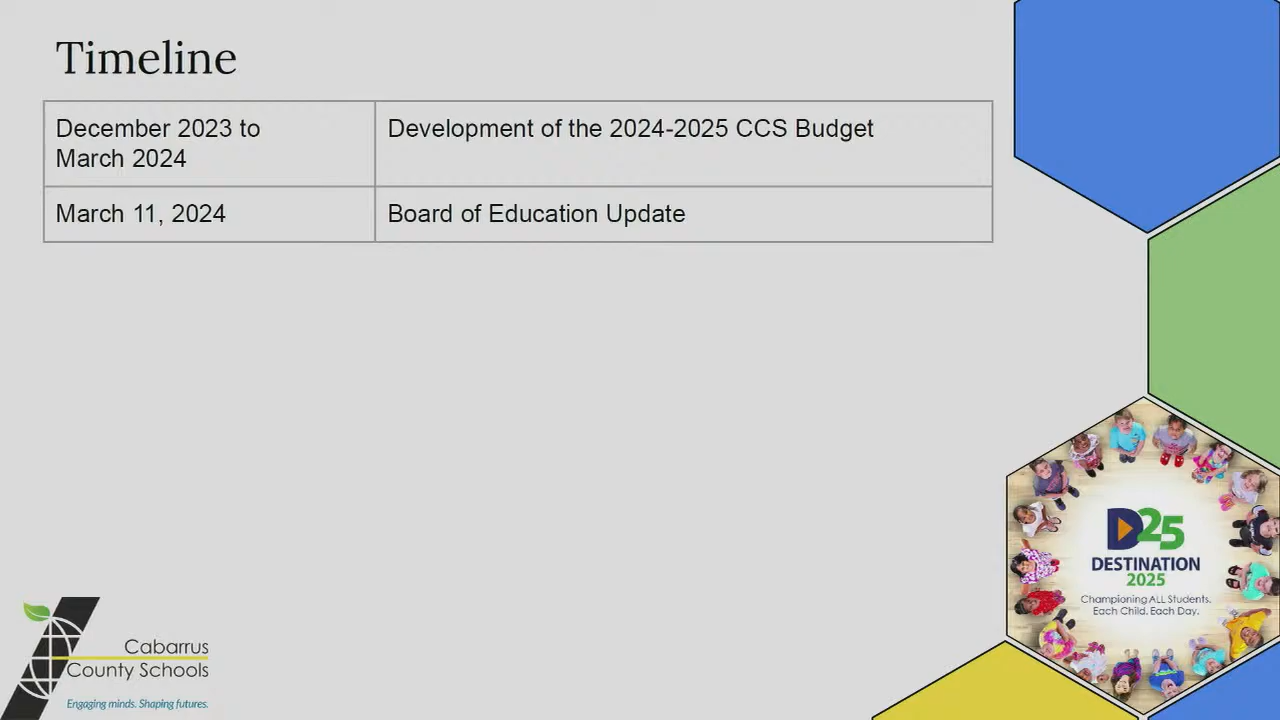 Timeline
December 2023 to
March 2024
Development of the 2024-2025 CCS Budget
March 11, 2024
Board of Education Update
D25
DESTINATION
2025
Championing ALL Students.
Each Child. Each Day.
Cabarrus
County Schools
Engaging minds. Shaping futures.